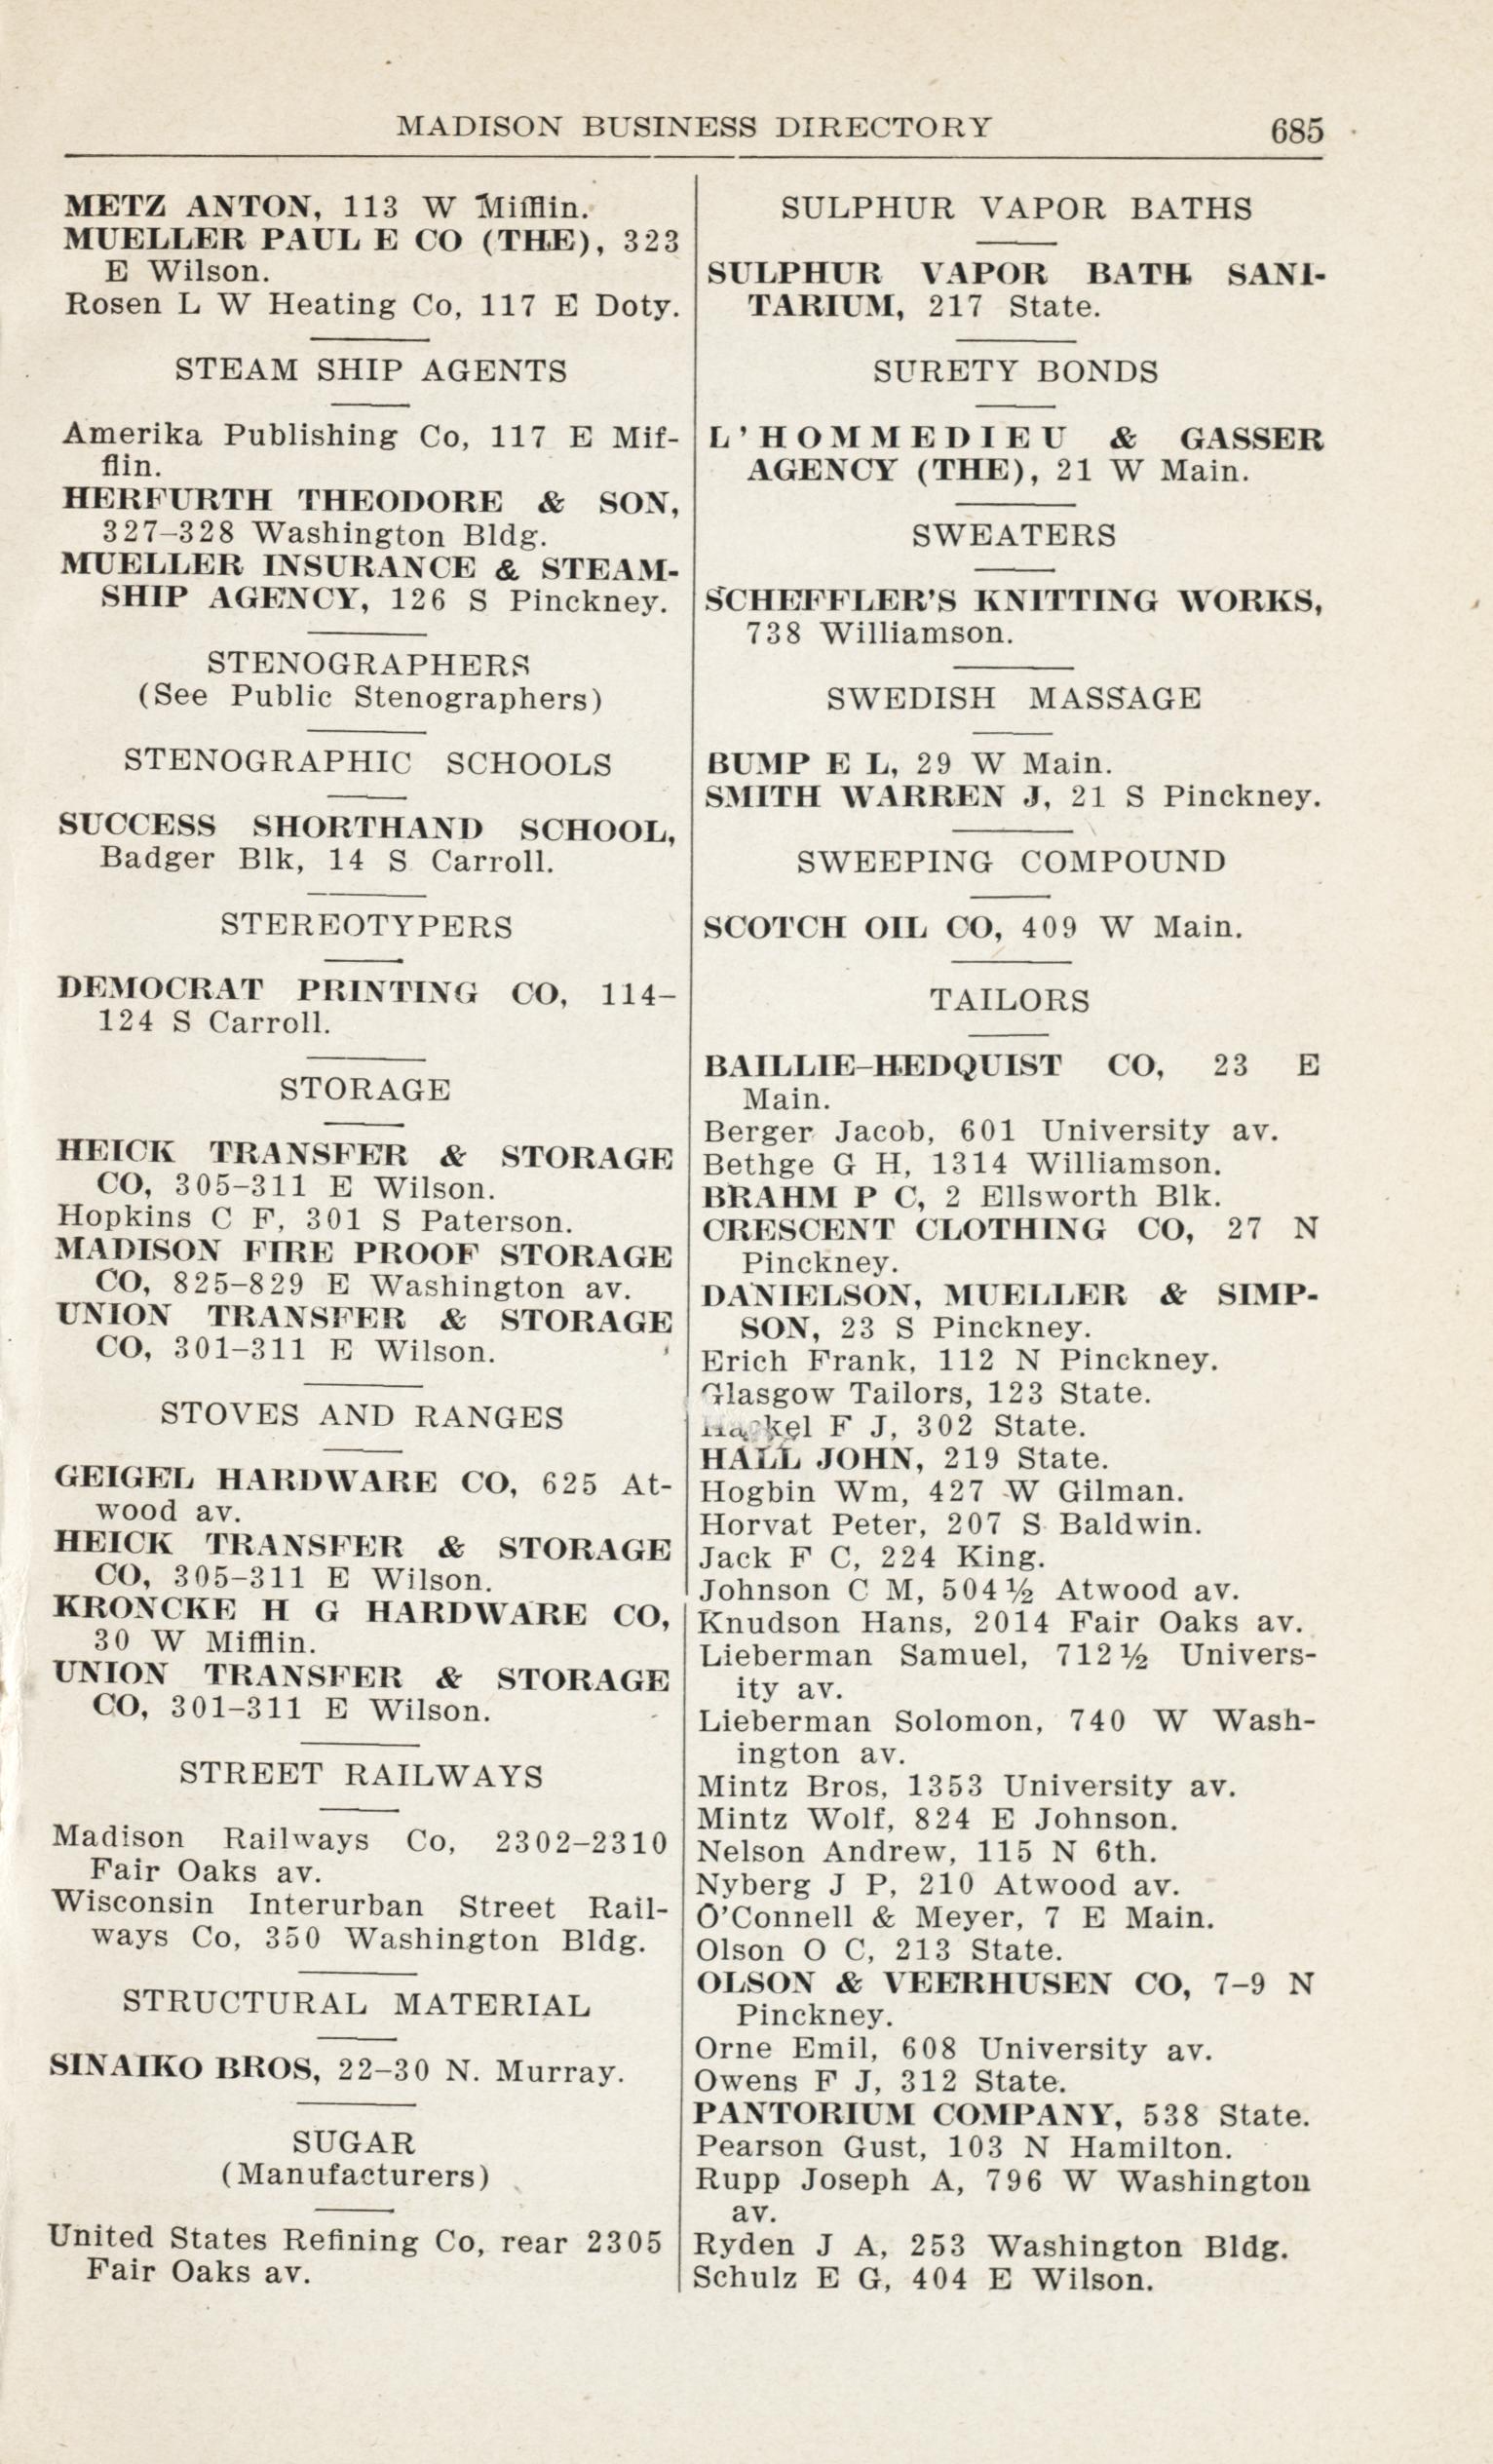 MADISON BUSINESS DIRECTORY 685
METZ ANTON, 113 W Mifflin.
MUELLER PAUL E CO (THE), 323
E Wilson.
Rosen L W Heating Co, 117 E Doty.
STEAM SHIP AGENTS
Amerika Publishing Co, 117 E Mif-
flin.
HERFURTH THEODORE & SON,
327–328 Washington Bldg.
MUELLER INSURANCE & STEAM-
SHIP AGENCY, 126 S Pinckney.
STENOGRAPHERS
(See Public Stenographers)
STENOGRAPHIC SCHOOLS
SUCCESS SHORTHAND SCHOOL,
Badger Blk, 14 S Carroll.
STEREOTYPERS
DEMOCRAT PRINTING CO, 114–
124 S Carroll.
STORAGE
HEICK TRANSFER & STORAGE
CO, 305–311 E Wilson.
Hopkins C F, 301 S Paterson.
MADISON FIRE PROOF STORAGE
CO, 825–829 E Washington av.
UNION TRANSFER & STORAGE
CO, 301–311 E Wilson.
STOVES AND RANGES
GEIGEL HARDWARE CO, 625 At-
wood av.
HEICK TRANSFER & STORAGE
CO, 305–311 E Wilson.
KRONCKE H G HARDWARE CO,
30 W Mifflin.
UNION TRANSFER & STORAGE
CO, 301–311 E Wilson.
STREET RAILWAYS
Madison Railways Co, 2302–2310
Fair Oaks av.
Wisconsin Interurban Street Rail-
ways Co, 350 Washington Bldg.
STRUCTURAL MATERIAL
SINAIKO BROS, 22–30 N. Murray.
SUGAR
(Manufacturers)
United States Refining Co, rear 2305
Fair Oaks av.
SULPHUR VAPOR BATHS
SULPHUR VAPOR BATH SANI-
TARIUM, 217 State.
SURETY BONDS
L'HOMMEDIEU & GASSER
AGENCY (THE), 21 W Main.
SWEATERS
SCHEFFLER'S KNITTING WORKS,
738 Williamson.
SWEDISH MASSAGE
BUMP E L, 29 W Main.
SMITH WARREN J, 21 S Pinckney.
SWEEPING COMPOUND
SCOTCH OIL CO, 409 W Main.
TAILORS
BAILLIE–HEDQUIST CO, 23 E
Main.
Berger Jacob, 601 University av.
Bethge G H, 1314 Williamson.
BRAHM P C, 2 Ellsworth Blk.
CRESCENT CLOTHING CO, 27 N
Pinckney.
DANIELSON, MUELLER & SIMP-
SON, 23 S Pinckney.
Erich Frank, 112 N Pinckney.
Glasgow Tailors, 123 State.
F J, 302 State.
HALL JOHN, 219 State.
Hogbin Wm, 427 W Gilman.
Horvat Peter, 207 S Baldwin.
Jack F C, 224 King.
Johnson C M, 504½ Atwood av.
Knudson Hans, 2014 Fair Oaks av.
Lieberman Samuel, 712½ Univers-
ity av.
Lieberman Solomon, 740 W Wash-
ington av.
Mintz Bros, 1353 University av.
Mintz Wolf, 824 E Johnson.
Nelson Andrew, 115 N 6th.
Nyberg J P, 210 Atwood av.
O'Connell & Meyer, 7 E Main.
Olson O C, 213 State.
OLSON & VEERHUSEN CO, 7–9 N
Pinckney.
Orne Emil, 608 University av.
Owens F J, 312 State.
PANTORIUM COMPANY, 538 State.
Pearson Gust, 103 N Hamilton.
Rupp Joseph A, 796 W Washington
av.
Ryden J A, 253 Washington Bldg.
Schulz E G, 404 E Wilson.